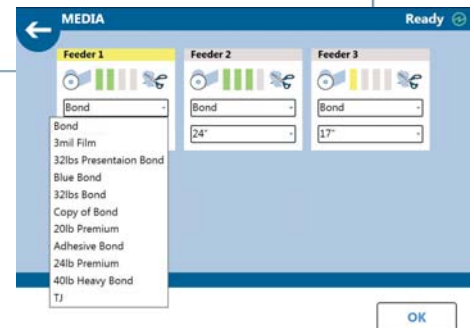 MEDIA
Ready
Feeder 1
Feeder 2
Feeder 3
Bond
Bond
Bond
24"
17"
Bond
3mil Film
32lbs Presentaion Bond
Blue Bond
32lbs Bond
Copy of Bond
20lb Premium
Adhesive Bond
24lb Premium
40lb Heavy Bond
TJ
OK